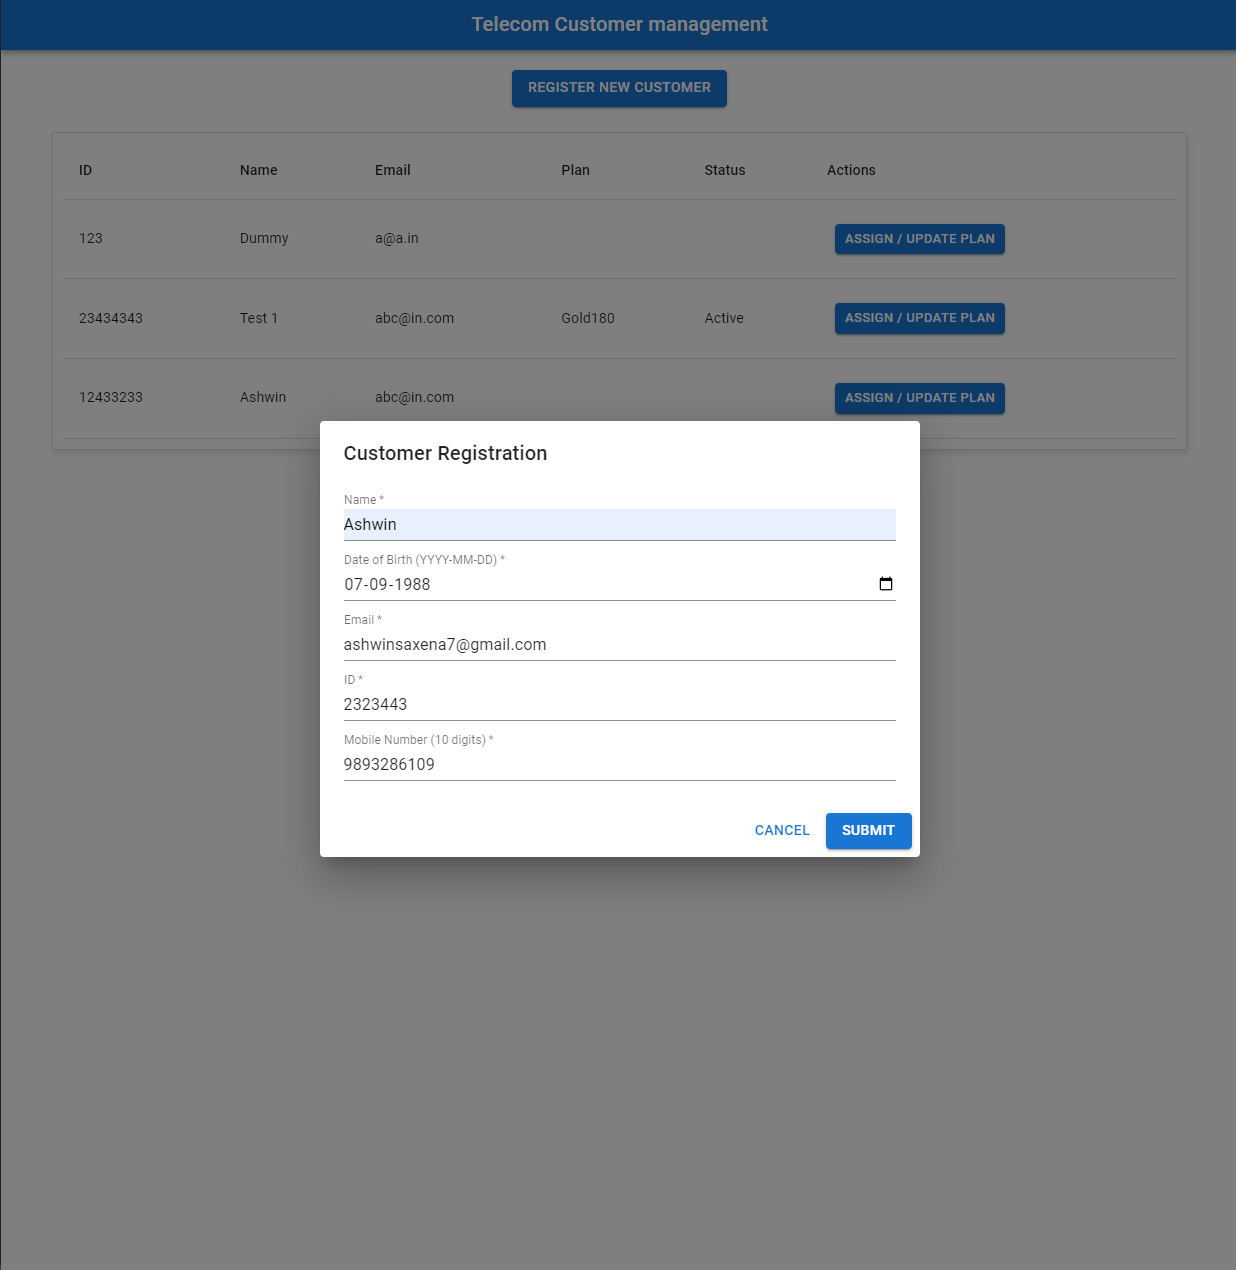 Telecom Customer management
REGISTER NEW CUSTOMER
ID Name Email Plan Status Actions
123 Dummy a@a.in ASSIGN / UPDATE PLAN
23434343 Test 1 abc@in.com Gold180 Active ASSIGN / UPDATE PLAN
12433233 Ashwin abc@in.com ASSIGN / UPDATE PLAN
Customer Registration
Name *
Ashwin
Date of Birth (YYYY-MM-DD) *
07-09-1988
Email *
ashwinsaxena7@gmail.com
ID *
2323443
Mobile Number (10 digits) *
9893286109
CANCEL SUBMIT